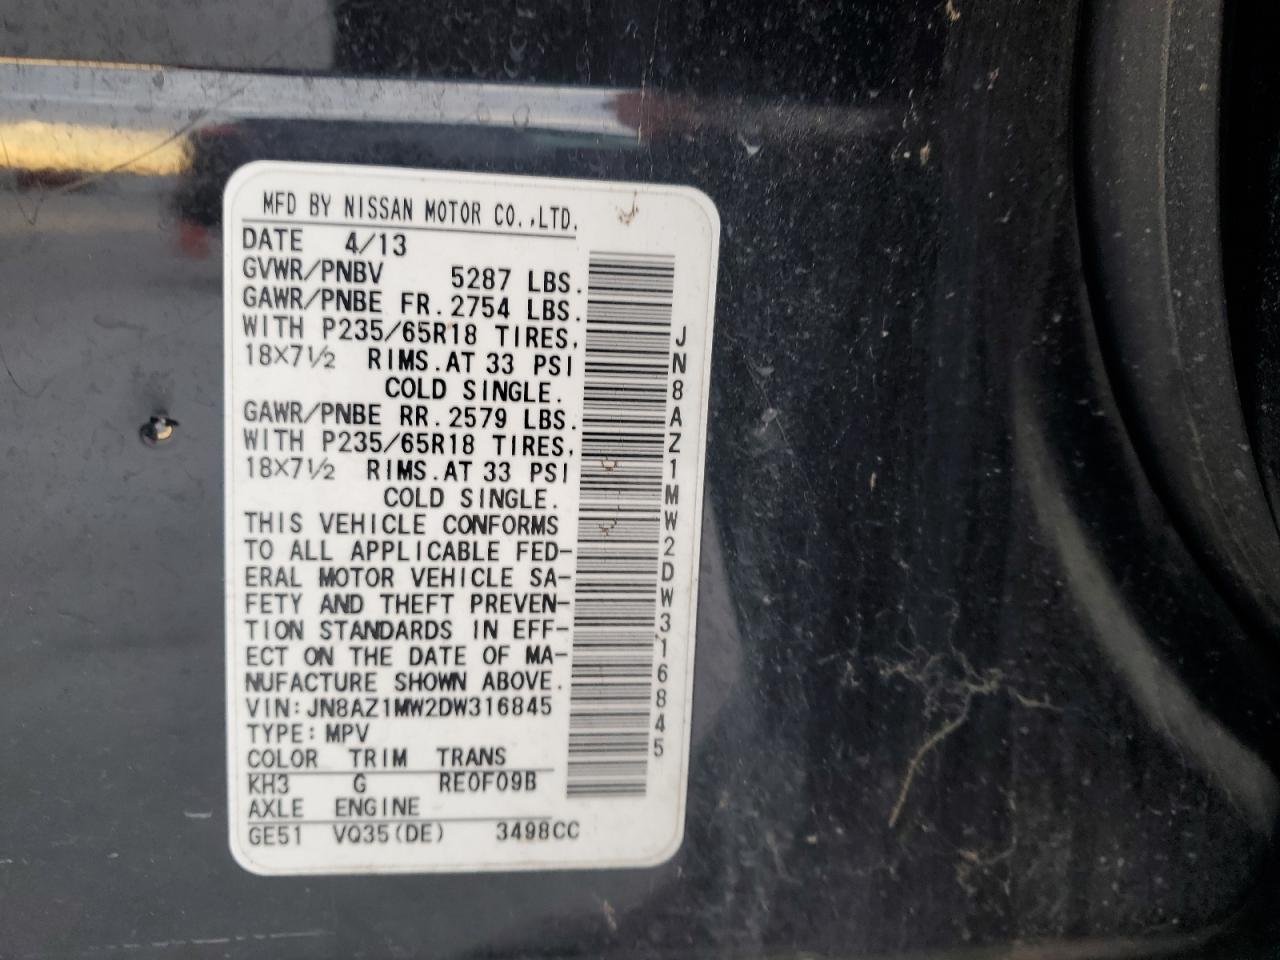 MFD BY NISSAN MOTOR CO.,LTD.
DATE 4/13
GVWR/PNBV 5287 LBS.
GAWR/PNBE FR.2754 LBS.
WITH P235/65R18 TIRES,
18×7½ RIMS.AT 33 PSI
COLD SINGLE.
GAWR/PNBE RR.2579 LBS.
WITH P235/65R18 TIRES,
18×7½ RIMS.AT 33 PSI
COLD SINGLE.
THIS VEHICLE CONFORMS
TO ALL APPLICABLE FED-
ERAL MOTOR VEHICLE SA-
FETY AND THEFT PREVEN-
TION STANDARDS IN EFF-
ECT ON THE DATE OF MA-
NUFACTURE SHOWN ABOVE.
VIN:JN8AZ1MW2DW316845
TYPE:MPV
COLOR TRIM TRANS
KH3 G RE0F09B
AXLE ENGINE
GE51 VQ35(DE) 3498CC
JN8AZ1MW2DW316845